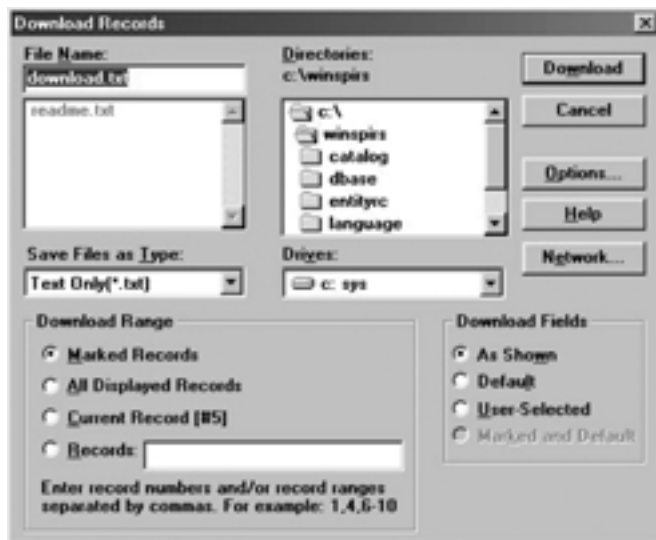 Download Records
File Name:
download.txt
readme.txt
Save Files as Type:
Text Only(*.txt)
Directories:
c:\winspirs
c:\
winspirs
catalog
dbase
entityrc
language
Drives:
c: sys
Download
Cancel
Options...
Help
Network...
Download Range
Marked Records
All Displayed Records
Current Record [#5]
Records:
Enter record numbers and/or record ranges
separated by commas. For example: 1,4,6-10
Download Fields
As Shown
Default
User-Selected
Marked and Default